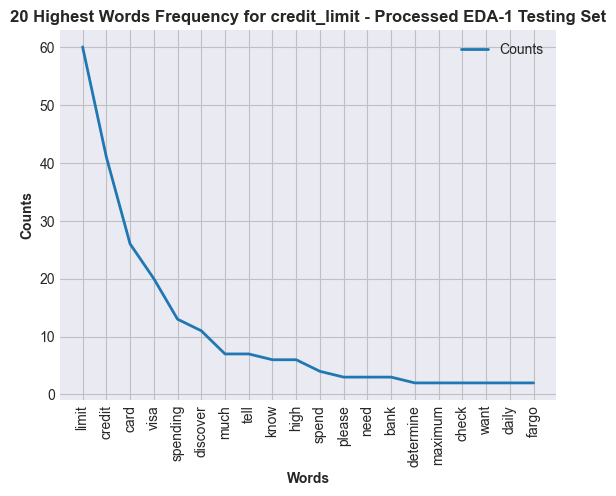 20 Highest Words Frequency for credit_limit - Processed EDA-1 Testing Set
Counts
60
50
40
30
20
10
0
Counts
limit
credit
card
visa
spending
discover
much
tell
know
high
spend
please
need
bank
determine
maximum
check
want
daily
fargo
Words